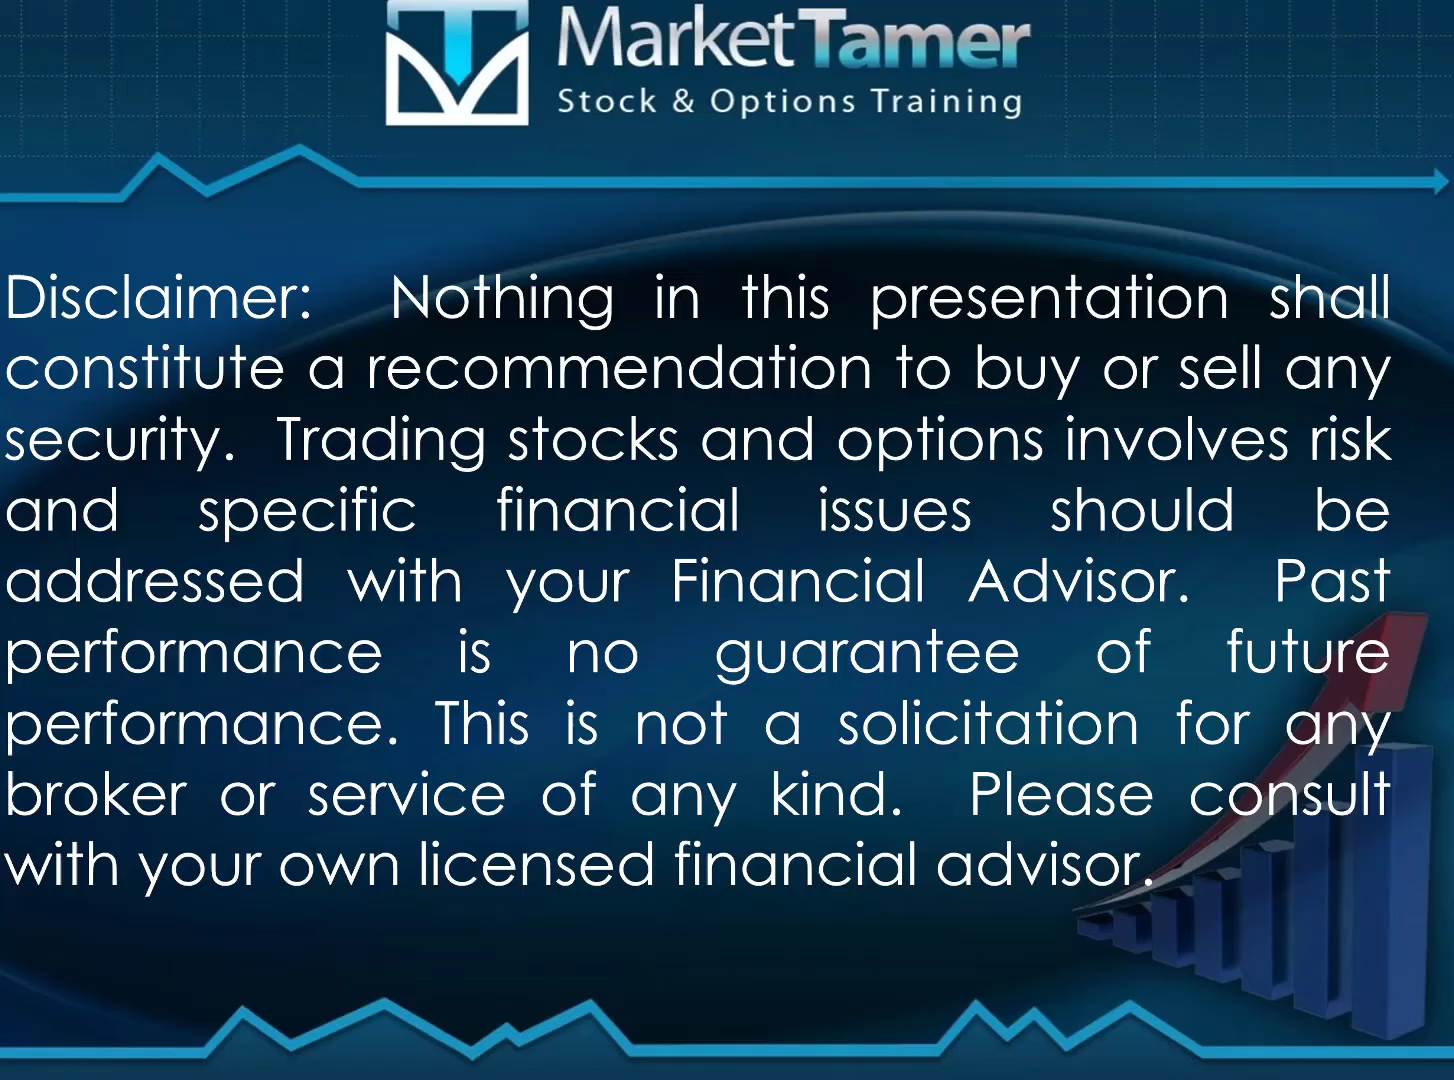 MarketTamer
Stock & Options Training
Disclaimer: Nothing in this presentation shall
constitute a recommendation to buy or sell any
security. Trading stocks and options involves risk
and specific financial issues should be
addressed with your Financial Advisor. Past
performance is no guarantee of future
performance. This is not a solicitation for any
broker or service of any kind. Please consult
with your own licensed financial advisor.